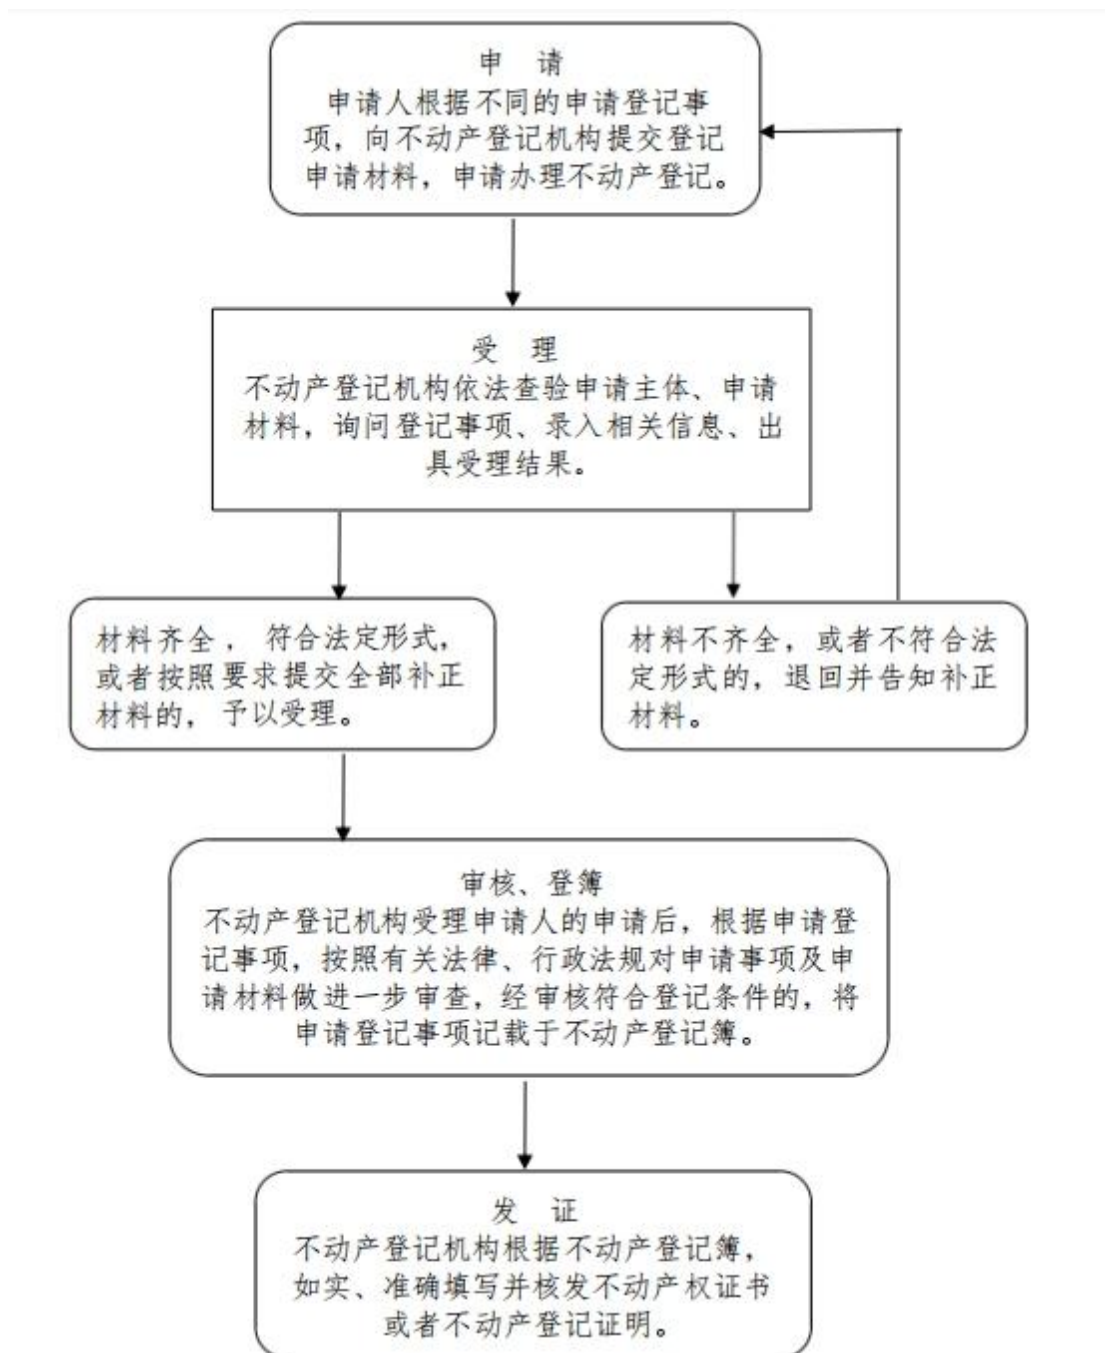 申 请
申请人根据不同的申请登记事
项，向不动产登记机构提交登记
申请材料，申请办理不动产登记。
受 理
不动产登记机构依法查验申请主体、申请
材料，询问登记事项、录入相关信息、出
具受理结果。
材料齐全，符合法定形式，
或者按照要求提交全部补正
材料的，予以受理。
材料不齐全，或者不符合法
定形式的，退回并告知补正
材料。
审核、登簿
不动产登记机构受理申请人的申请后，根据申请登
记事项，按照有关法律、行政法规对申请事项及申
请材料做进一步审查，经审核符合登记条件的，将
申请登记事项记载于不动产登记簿。
发 证
不动产登记机构根据不动产登记簿，
如实、准确填写并核发不动产权证书
或者不动产登记证明。